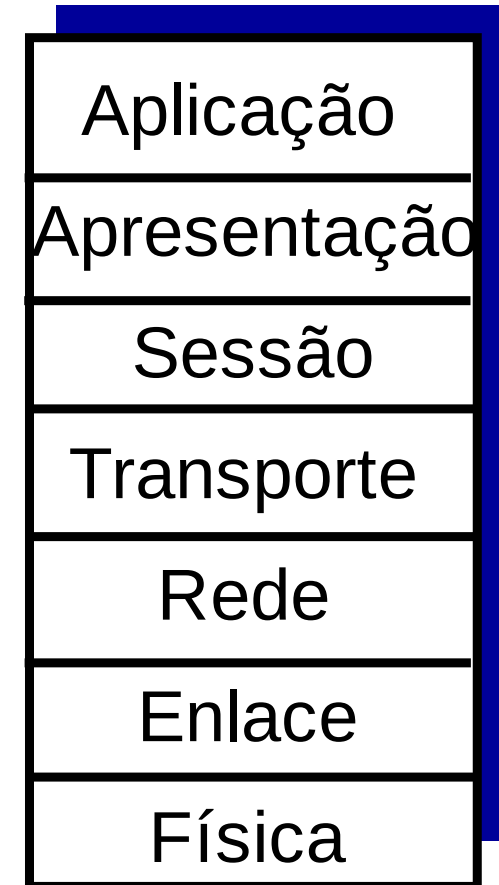 Aplicação
Apresentação
Sessão
Transporte
Rede
Enlace
Física